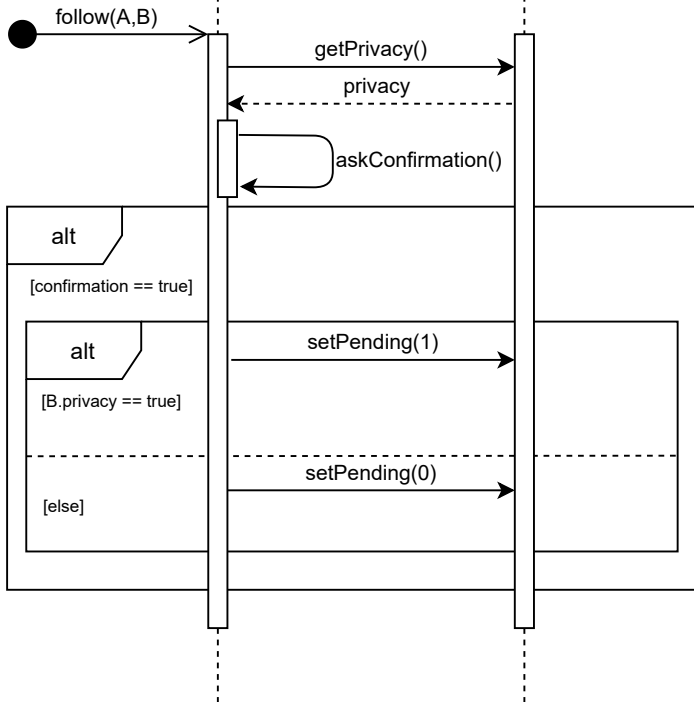 follow(A,B)
getPrivacy()
privacy
askConfirmation()
alt
[confirmation == true]
alt
setPending(1)
[B.privacy == true]
setPending(0)
[else]